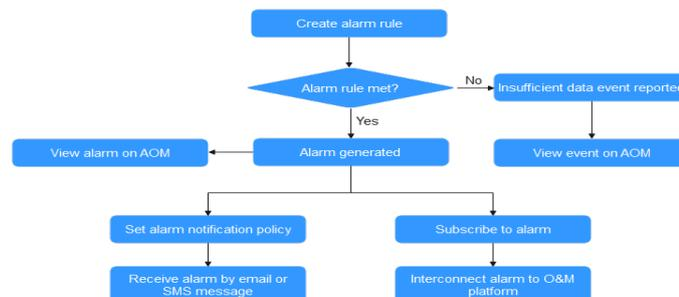 Create alarm rule
Alarm rule met?
No
Insufficient data event reported
Yes
View alarm on AOM
Alarm generated
View event on AOM
Set alarm notification policy
Subscribe to alarm
Receive alarm by email or
SMS message
Interconnect alarm to O&M
platform